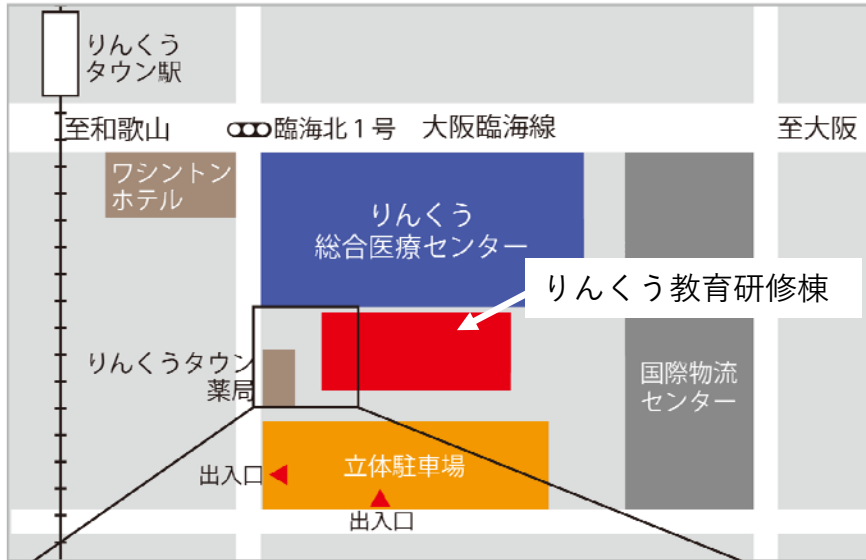 りんくう
タウン駅
至和歌山
臨海北1号
大阪臨海線
至大阪
ワシントン
ホテル
りんくう
総合医療センター
りんくう教育研修棟
りんくうタウン
薬局
国際物流
センター
立体駐車場
出入口
出入口